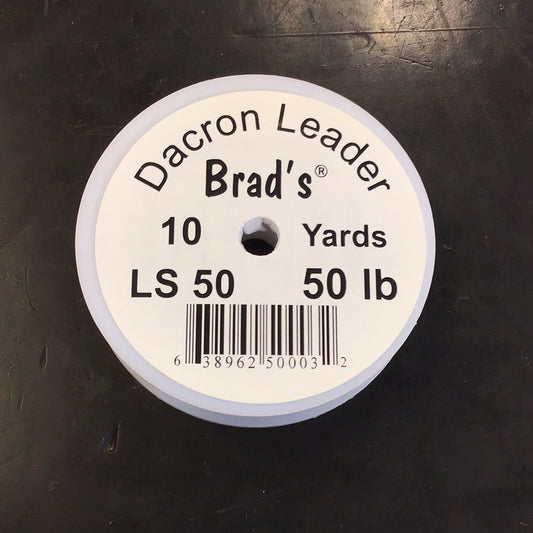 Dacron Leader
Brad's®
10 Yards
LS 50 50 lb
6 38962 50003 2